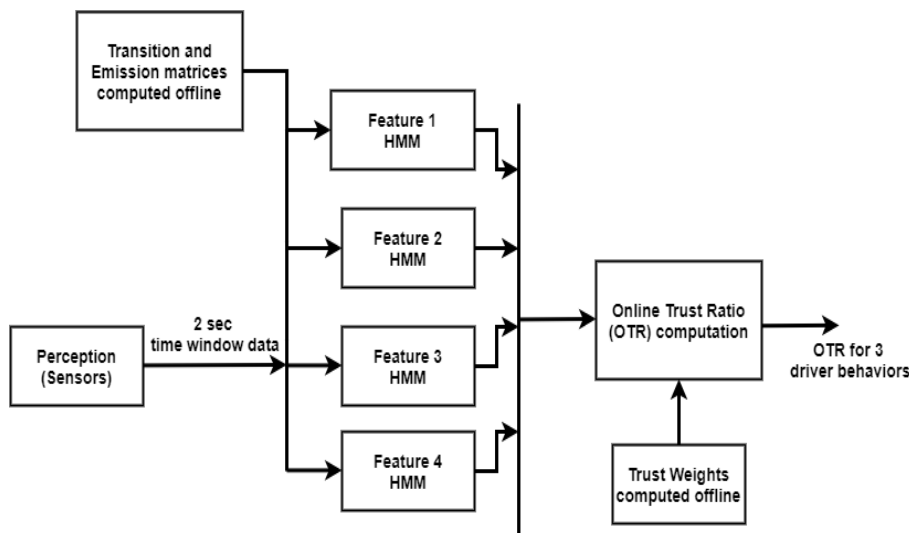 Transition and
Emission matrices
computed offline
Feature 1
HMM
Feature 2
HMM
2 sec
time window data
Perception
(Sensors)
Feature 3
HMM
Feature 4
HMM
Online Trust Ratio
(OTR) computation
OTR for 3
driver behaviors
Trust Weights
computed offline